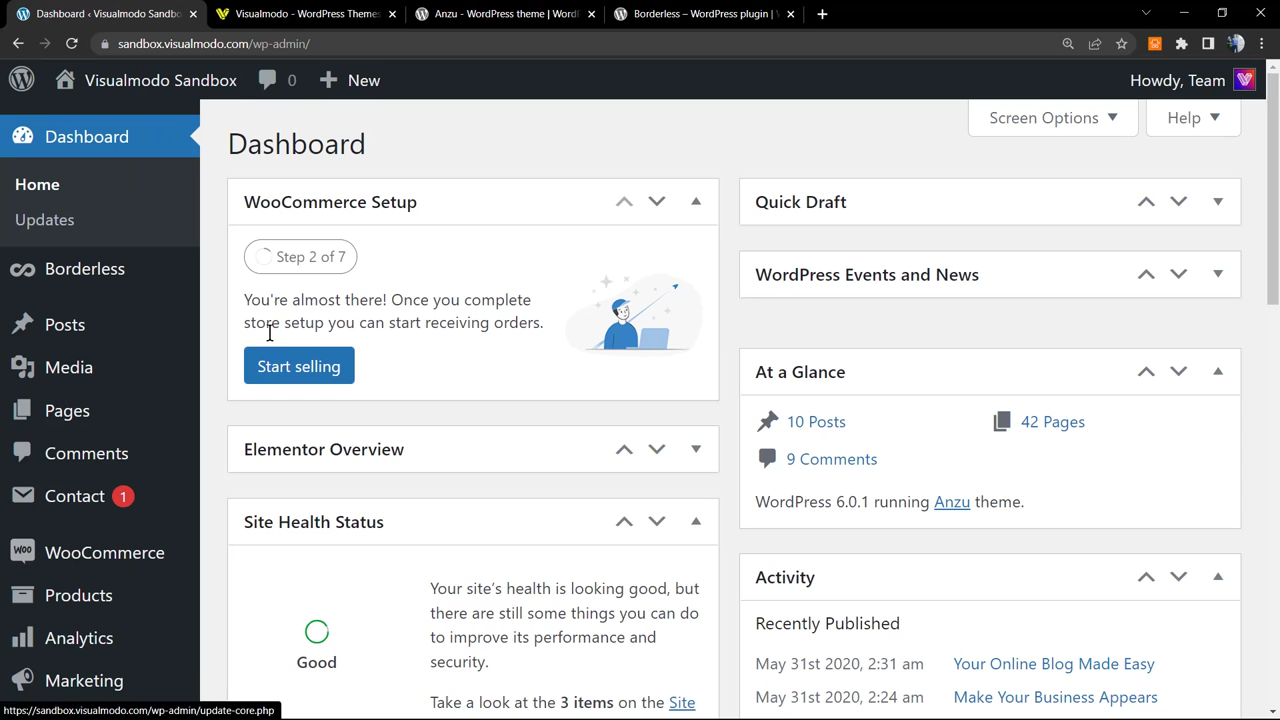 Dashboard ‹ Visualmodo Sandbo
Visualmodo - WordPress Themes
Anzu - WordPress theme | Word
Borderless – WordPress plugin |
sandbox.visualmodo.com/wp-admin/
Visualmodo Sandbox
0
New
Howdy, Team
Dashboard
Home
Updates
Borderless
Posts
Media
Pages
Comments
Contact 1
WooCommerce
Products
Analytics
Marketing
Screen Options
Help
Dashboard
WooCommerce Setup
Step 2 of 7
You're almost there! Once you complete
store setup you can start receiving orders.
Start selling
Elementor Overview
Site Health Status
Good
Your site's health is looking good, but
there are still some things you can do
to improve its performance and
security.
Take a look at the 3 items on the Site
Quick Draft
WordPress Events and News
At a Glance
10 Posts
42 Pages
9 Comments
WordPress 6.0.1 running Anzu theme.
Activity
Recently Published
May 31st 2020, 2:31 am Your Online Blog Made Easy
May 31st 2020, 2:24 am Make Your Business Appears
https://sandbox.visualmodo.com/wp-admin/update-core.php